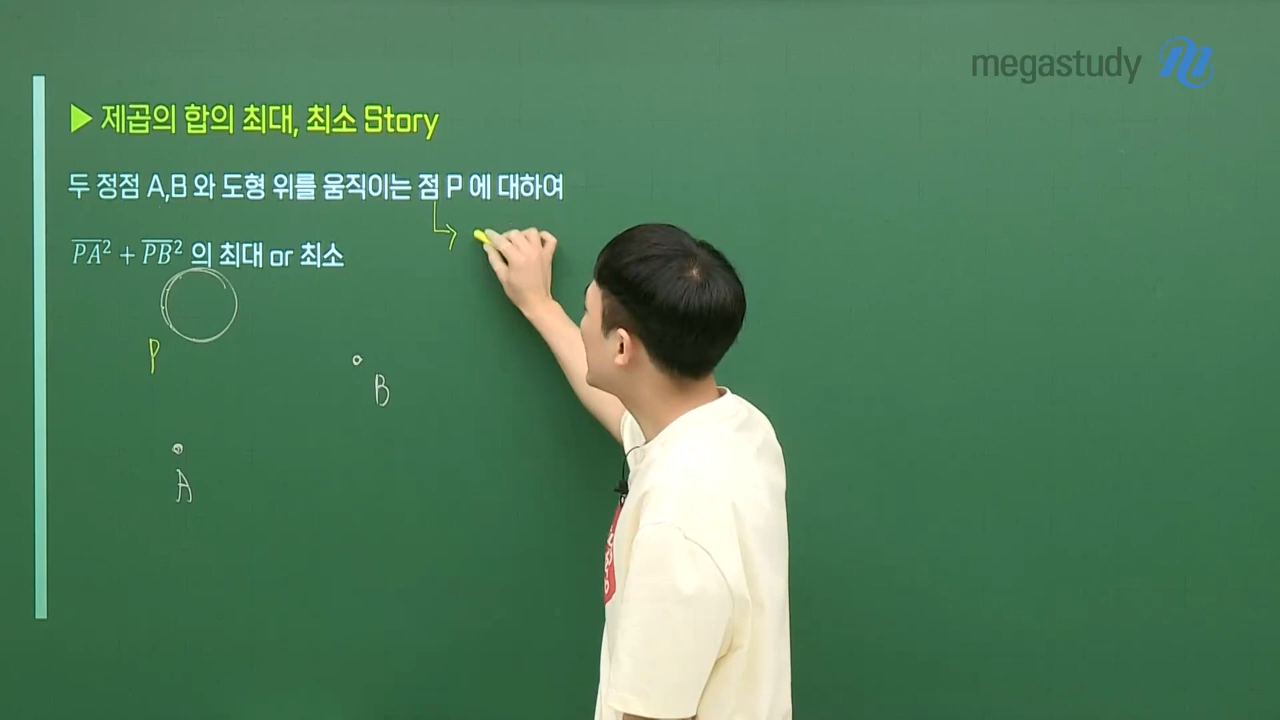 megastudy
▶ 제곱의 합의 최대, 최소 Story
두 정점 A,B 와 도형 위를 움직이는 점 P 에 대하여
PA² + PB² 의 최대 or 최소
P
B
A